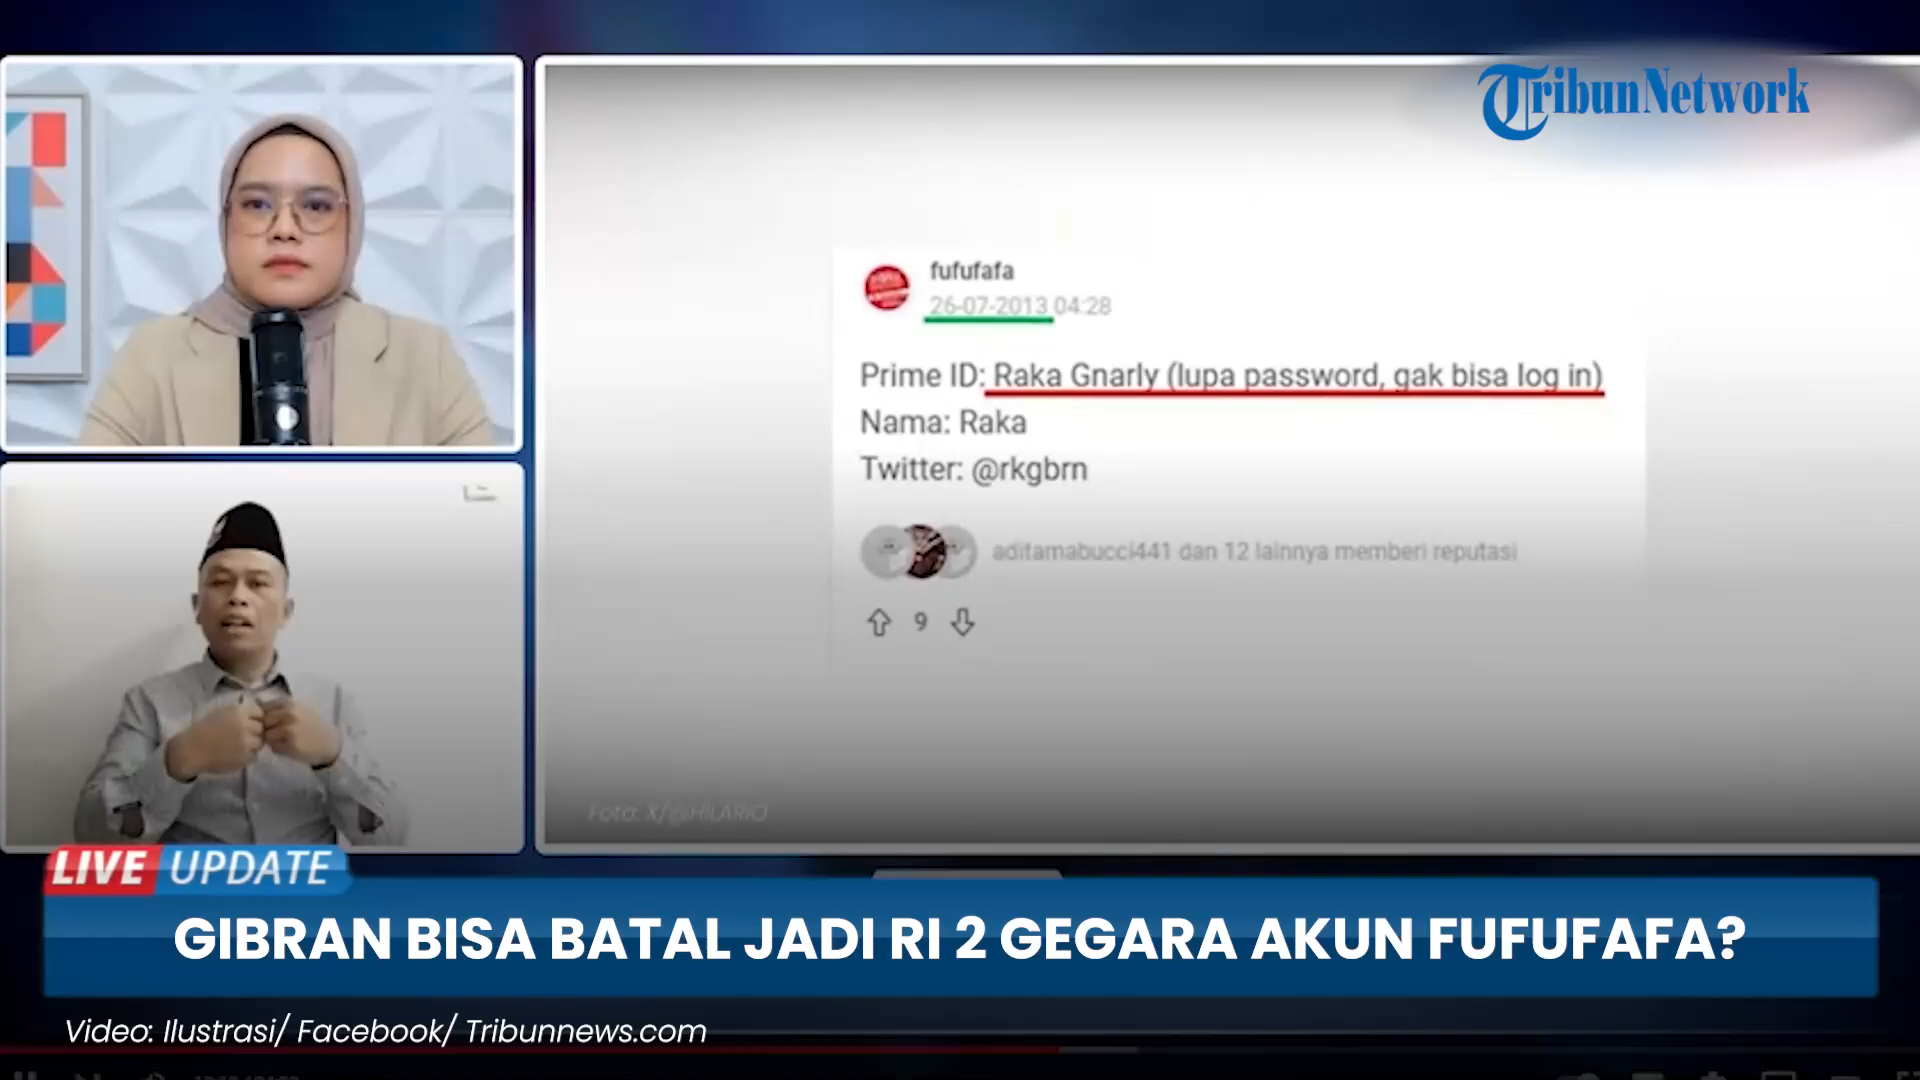 TribunNetwork
fufufafa
26-07-2013 04:28
Prime ID: Raka Gnarly (lupa password, gak bisa log in)
Nama: Raka
Twitter: @rkgbrn
aditamabucci441 dan 12 lainnya memberi reputasi
9
Foto: X/@HILARIO
LIVE UPDATE
GIBRAN BISA BATAL JADI RI 2 GEGARA AKUN FUFUFAFA?
Video: Ilustrasi/ Facebook/ Tribunnews.com